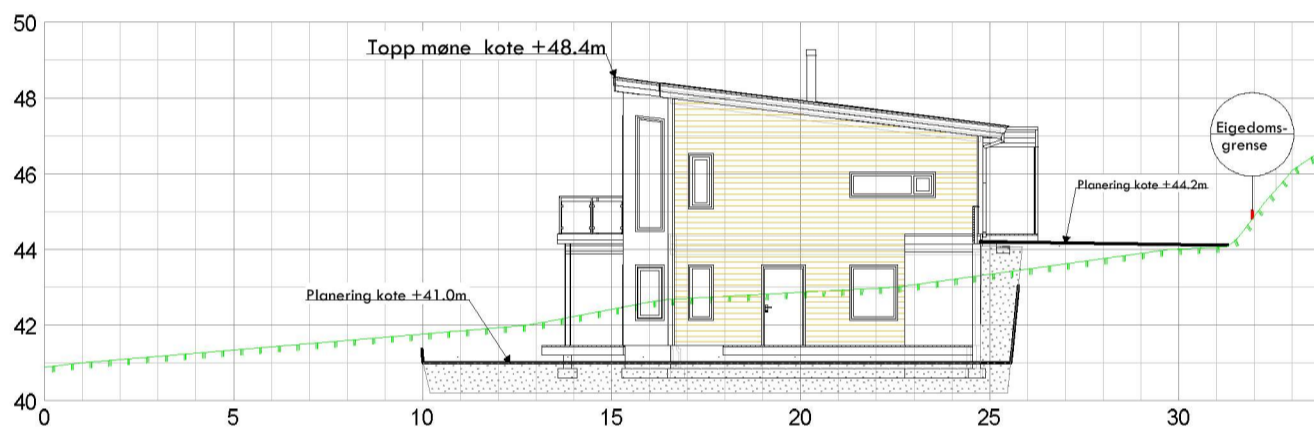 50
Topp møne kote +48.4m
48
Eigedoms-
grense
46
Planering kote +44.2m
44
Planering kote +41.0m
42
40
0 5 10 15 20 25 30